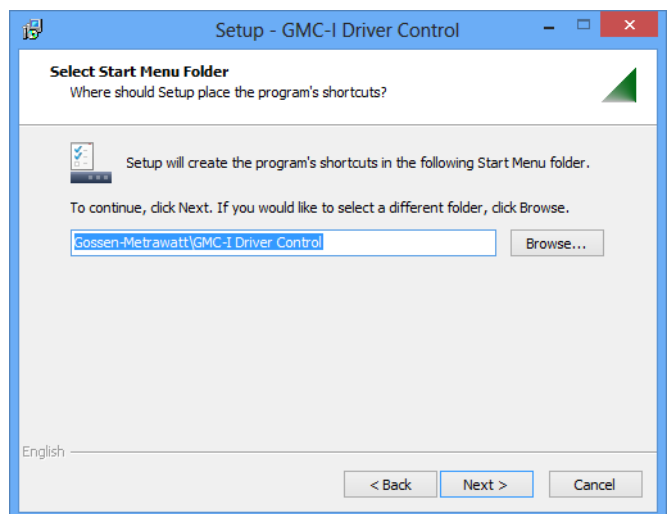 Setup - GMC-I Driver Control
Select Start Menu Folder
Where should Setup place the program's shortcuts?
Setup will create the program's shortcuts in the following Start Menu folder.
To continue, click Next. If you would like to select a different folder, click Browse.
Gossen-Metrawatt\GMC-I Driver Control
Browse...
English
< Back
Next >
Cancel